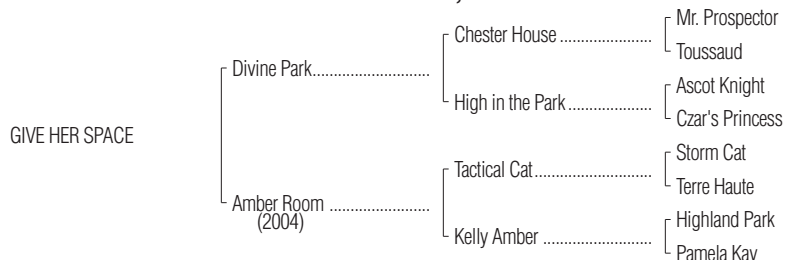 Mr. Prospector
Chester House
Toussaud
Divine Park
Ascot Knight
High in the Park
Czar's Princess
GIVE HER SPACE
Storm Cat
Tactical Cat
Terre Haute
Amber Room
(2004)
Highland Park
Kelly Amber
Pamela Kay